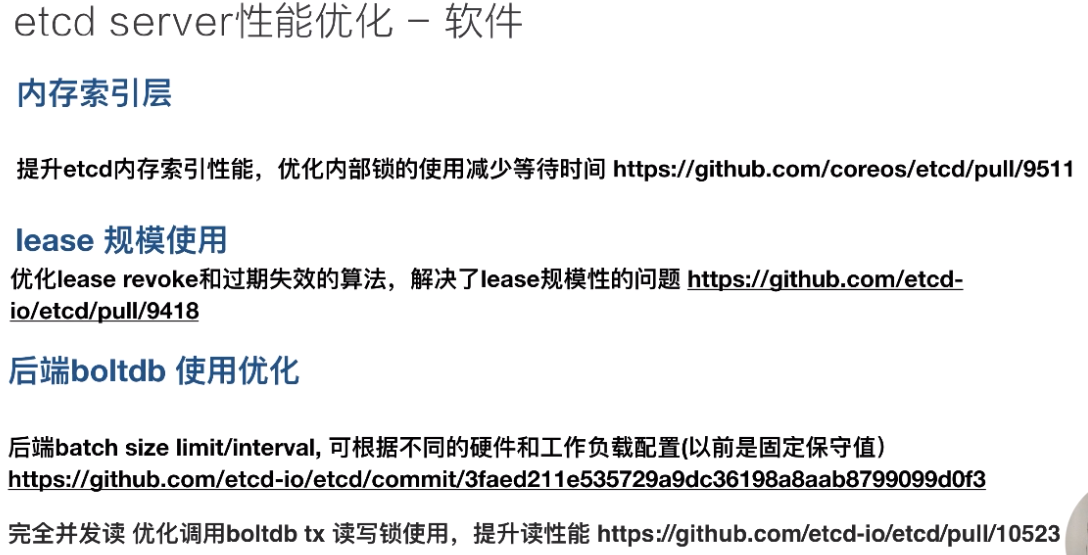 etcd server性能优化 – 软件
内存索引层
提升etcd内存索引性能，优化内部锁的使用减少等待时间 https://github.com/coreos/etcd/pull/9511
lease 规模使用
优化lease revoke和过期失效的算法，解决了lease规模性的问题 https://github.com/etcd-
io/etcd/pull/9418
后端boltdb 使用优化
后端batch size limit/interval, 可根据不同的硬件和工作负载配置(以前是固定保守值）
https://github.com/etcd-io/etcd/commit/3faed211e535729a9dc36198a8aab8799099d0f3
完全并发读 优化调用boltdb tx 读写锁使用，提升读性能 https://github.com/etcd-io/etcd/pull/10523